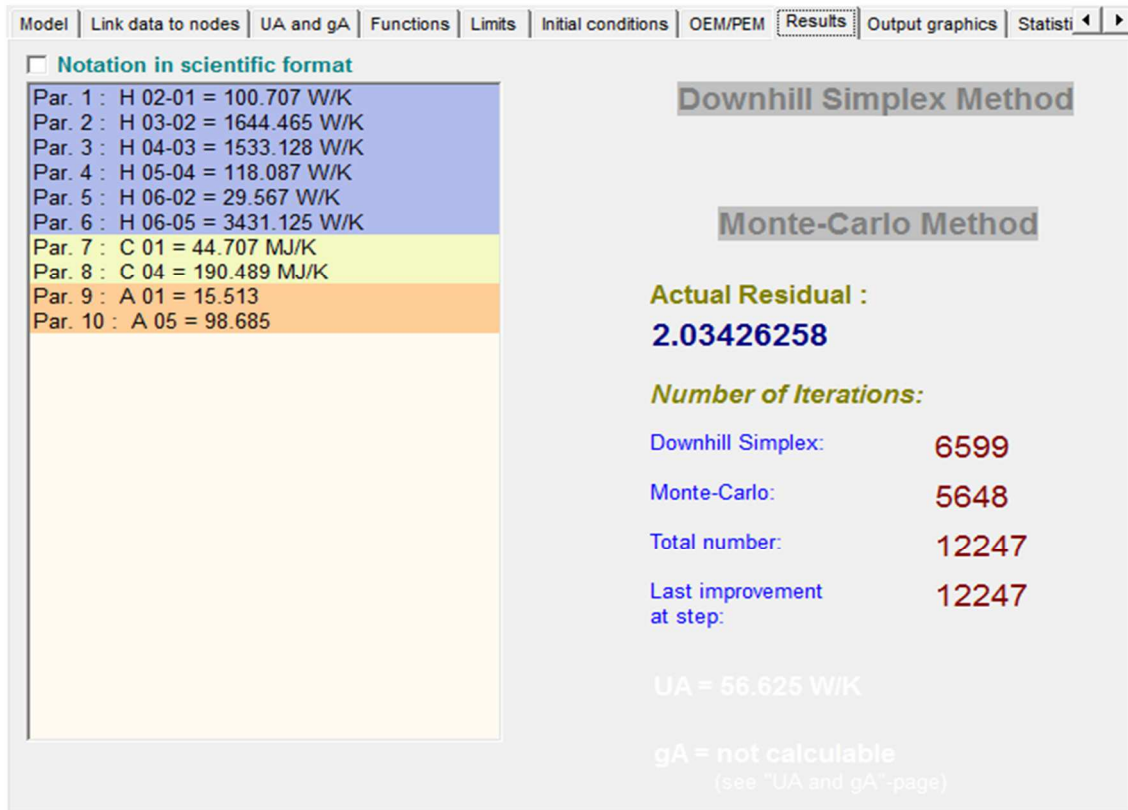 Model Link data to nodes UA and gA Functions Limits Initial conditions OEM/PEM Results Output graphics Statisti
Notation in scientific format
Par. 1 : H 02-01 = 100.707 W/K
Par. 2 : H 03-02 = 1644.465 W/K
Par. 3 : H 04-03 = 1533.128 W/K
Par. 4 : H 05-04 = 118.087 W/K
Par. 5 : H 06-02 = 29.567 W/K
Par. 6 : H 06-05 = 3431.125 W/K
Par. 7 : C 01 = 44.707 MJ/K
Par. 8 : C 04 = 190.489 MJ/K
Par. 9 : A 01 = 15.513
Par. 10 : A 05 = 98.685
Downhill Simplex Method
Monte-Carlo Method
Actual Residual :
2.03426258
Number of Iterations:
Downhill Simplex: 6599
Monte-Carlo: 5648
Total number: 12247
Last improvement 12247
at step:
UA = 56.625 W/K
gA = not calculable
(see "UA and gA"-page)